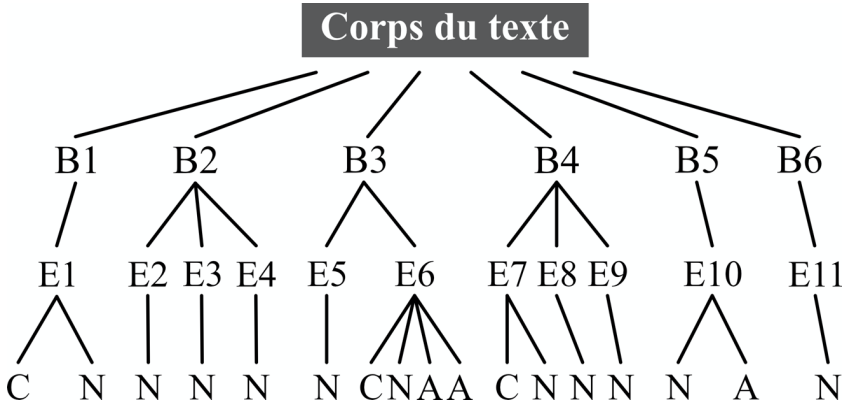 Corps du texte
B1 B2 B3 B4 B5 B6
E1 E2 E3 E4 E5 E6 E7 E8 E9 E10 E11
C N N N N N C N A A C N N N N A N